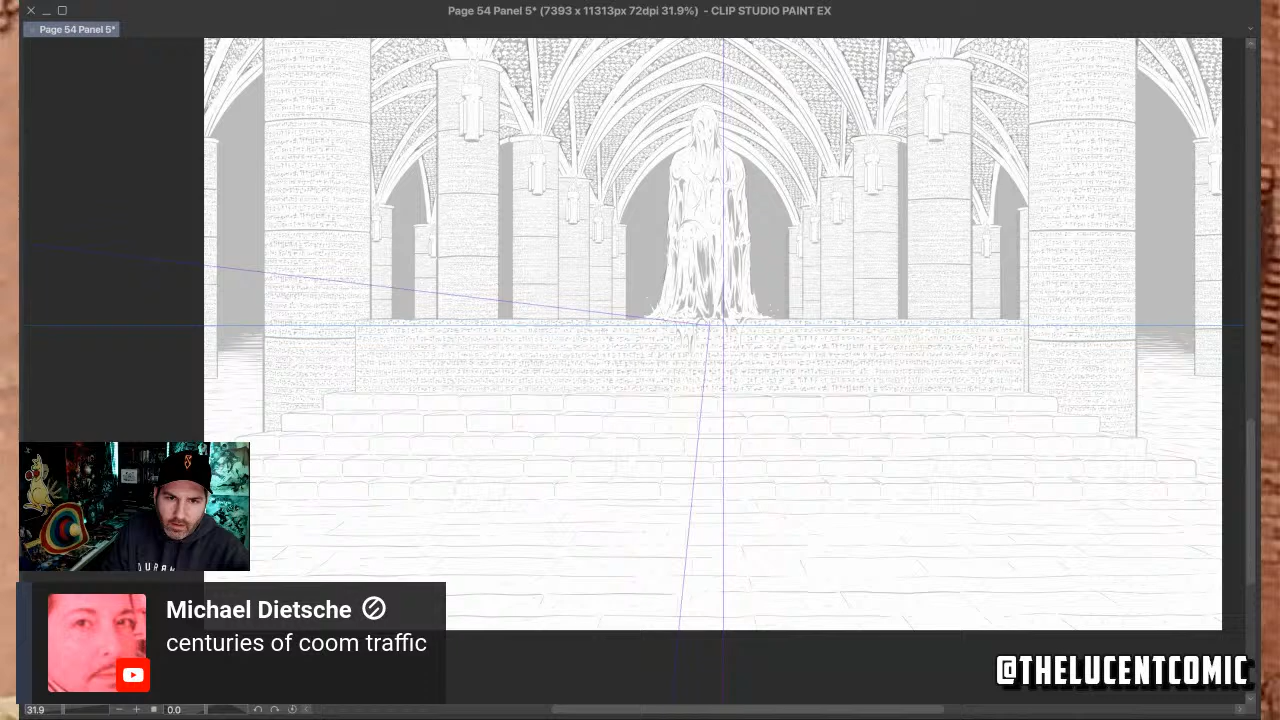 Page 54 Panel 5* (7393 x 11313px 72dpi 31.9%) - CLIP STUDIO PAINT EX
Page 54 Panel 5*
Michael Dietsche
centuries of coom traffic
@THELUCENTCOMIC
31.9
0.0